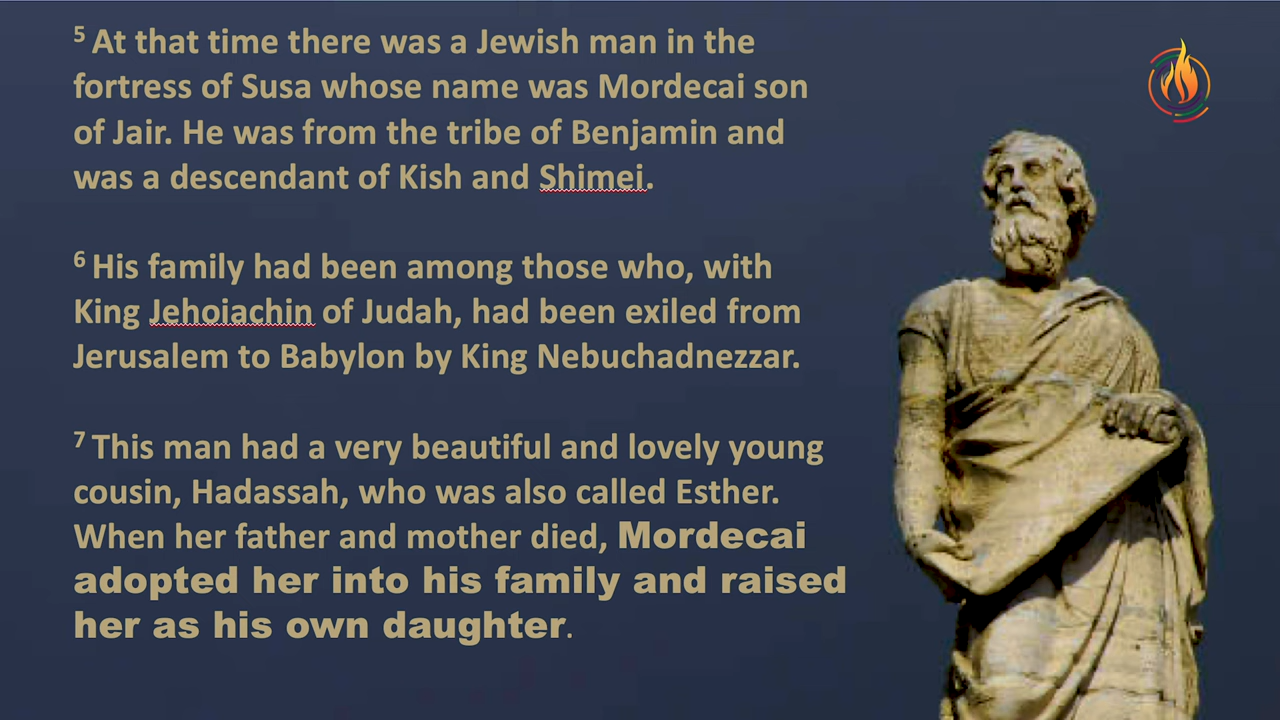 5 At that time there was a Jewish man in the
fortress of Susa whose name was Mordecai son
of Jair. He was from the tribe of Benjamin and
was a descendant of Kish and Shimei.
6 His family had been among those who, with
King Jehoiachin of Judah, had been exiled from
Jerusalem to Babylon by King Nebuchadnezzar.
7 This man had a very beautiful and lovely young
cousin, Hadassah, who was also called Esther.
When her father and mother died, Mordecai
adopted her into his family and raised
her as his own daughter.